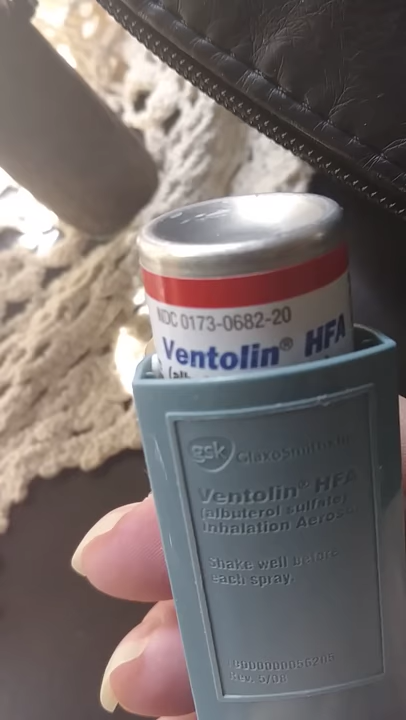 NDC 0173-0682-20
Ventolin® HFA
gsk GlaxoSmithKline
Ventolin® HFA
(albuterol sulfate)
Inhalation Aerosol
Shake well before
each spray.
Rev. 5/08